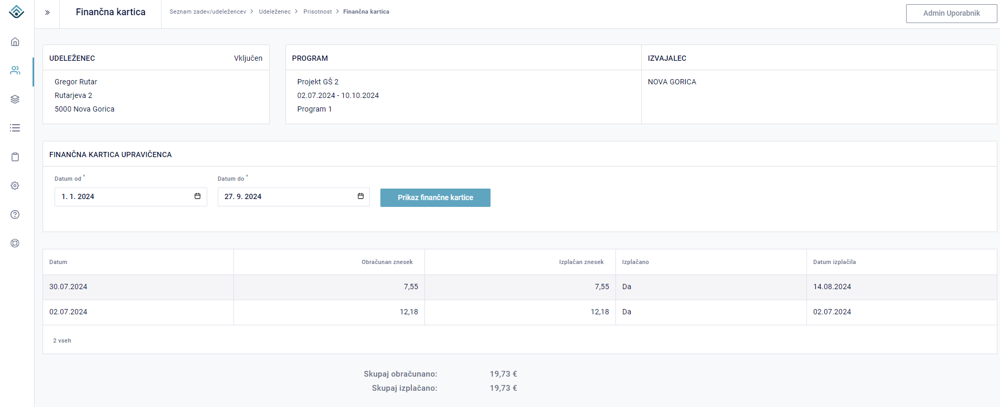 Finančna kartica
Seznam zadev/udeležencev > Udeleženec > Prisotnost > Finančna kartica
Admin Uporabnik
UDELEŽENEC Vključen
Gregor Rutar
Rutarjeva 2
5000 Nova Gorica
PROGRAM
Projekt GŠ 2
02.07.2024 - 10.10.2024
Program 1
IZVAJALEC
NOVA GORICA
FINANČNA KARTICA UPRAVIČENCA
Datum od * Datum do *
1. 1. 2024 27. 9. 2024 Prikaz finančne kartice
Datum Obračunan znesek Izplačan znesek Izplačano Datum izplačila
30.07.2024 7,55 7,55 Da 14.08.2024
02.07.2024 12,18 12,18 Da 02.07.2024
2 vseh
Skupaj obračunano: 19,73 €
Skupaj izplačano: 19,73 €